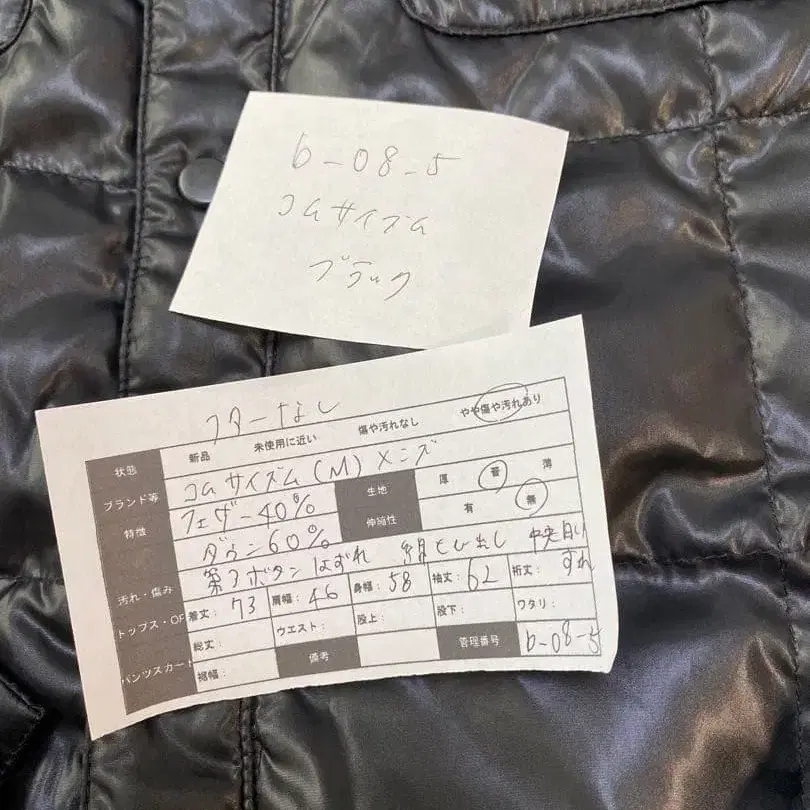 b-08-5
コムサイズム
ブラック
フターなし
状態 新品 未使用に近い 傷や汚れなし やや傷や汚れあり
ブランド等 コムサイズム(M)メンズ 生地 厚 普 薄
特徴 フェザー40% 伸縮性 有 無
ダウン60%
汚れ・傷み 第3ボタンはずれ 糸とび出し 中央白い すれ
トップス・OP 着丈: 73 肩幅: 46 身幅: 58 袖丈: 62 裄丈:
パンツスカート 総丈: ウエスト: 股上: 股下: ワタリ:
裾幅: 備考 管理番号 b-08-5